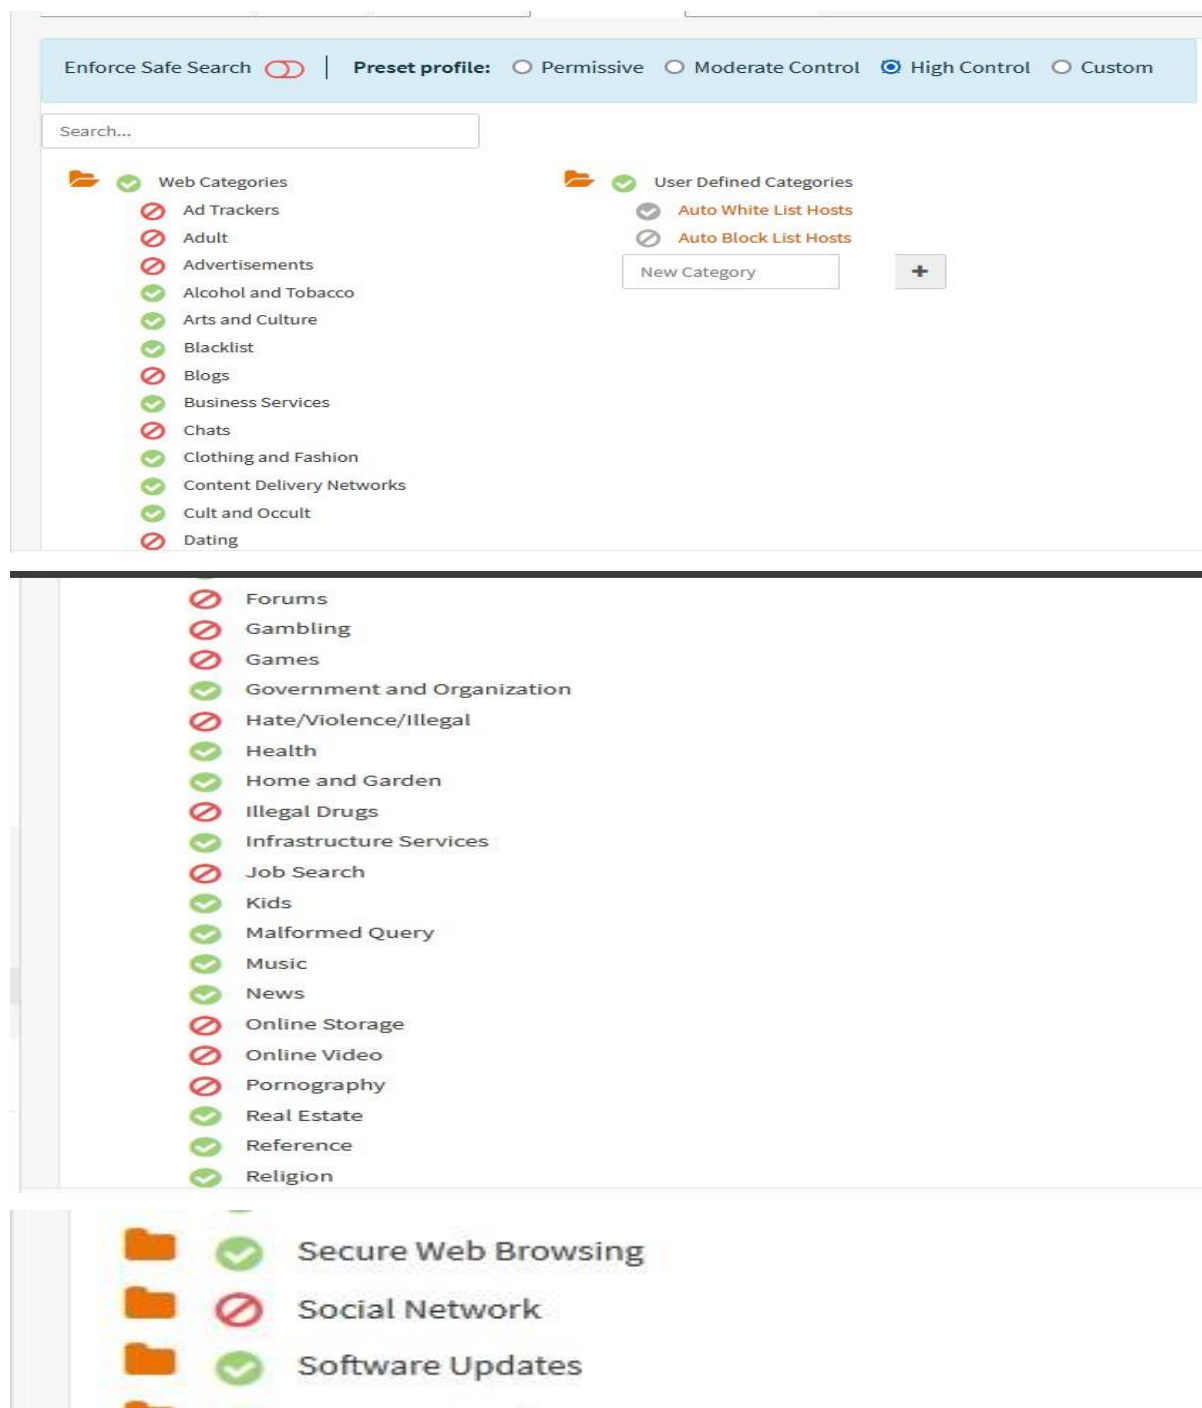 Enforce Safe Search | Preset profile: Permissive Moderate Control High Control Custom
Search...
Web Categories
Ad Trackers
Adult
Advertisements
Alcohol and Tobacco
Arts and Culture
Blacklist
Blogs
Business Services
Chats
Clothing and Fashion
Content Delivery Networks
Cult and Occult
Dating
User Defined Categories
Auto White List Hosts
Auto Block List Hosts
New Category +
Forums
Gambling
Games
Government and Organization
Hate/Violence/Illegal
Health
Home and Garden
Illegal Drugs
Infrastructure Services
Job Search
Kids
Malformed Query
Music
News
Online Storage
Online Video
Pornography
Real Estate
Reference
Religion
Secure Web Browsing
Social Network
Software Updates